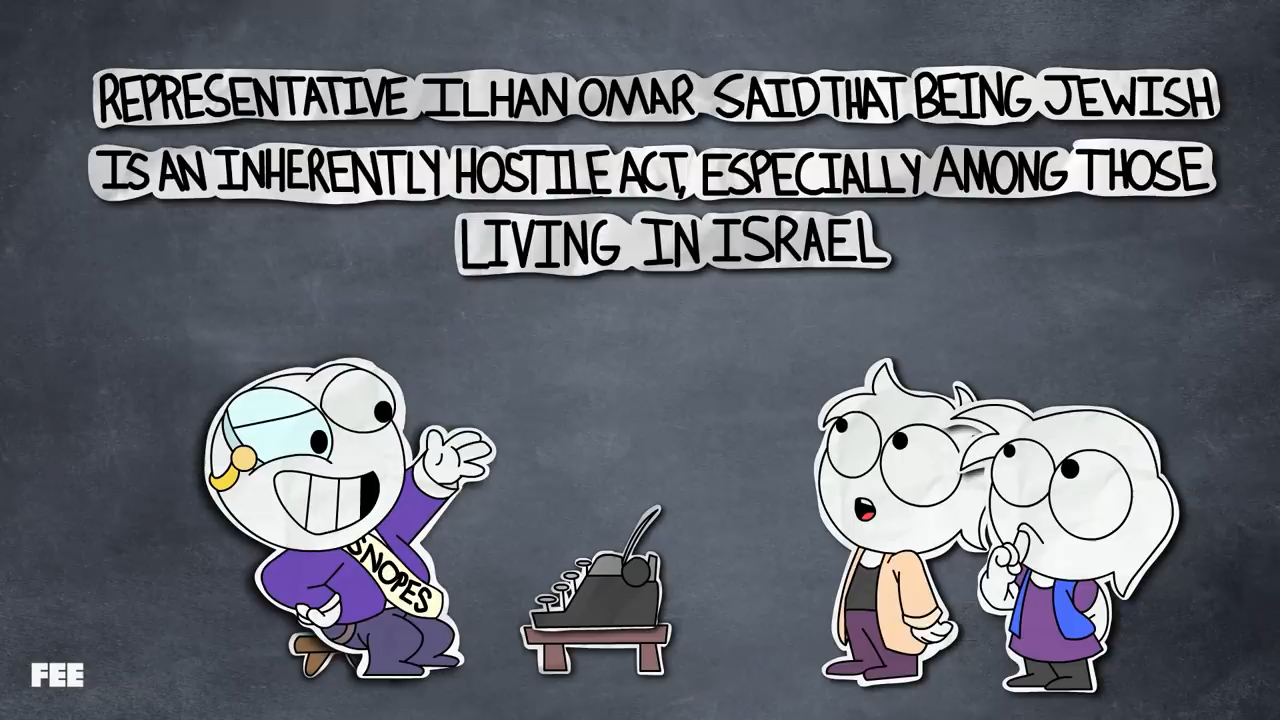 REPRESENTATIVE ILHAN OMAR SAID THAT BEING JEWISH
IS AN INHERENTLY HOSTILE ACT, ESPECIALLY AMONG THOSE
LIVING IN ISRAEL
SNOPES
FEE